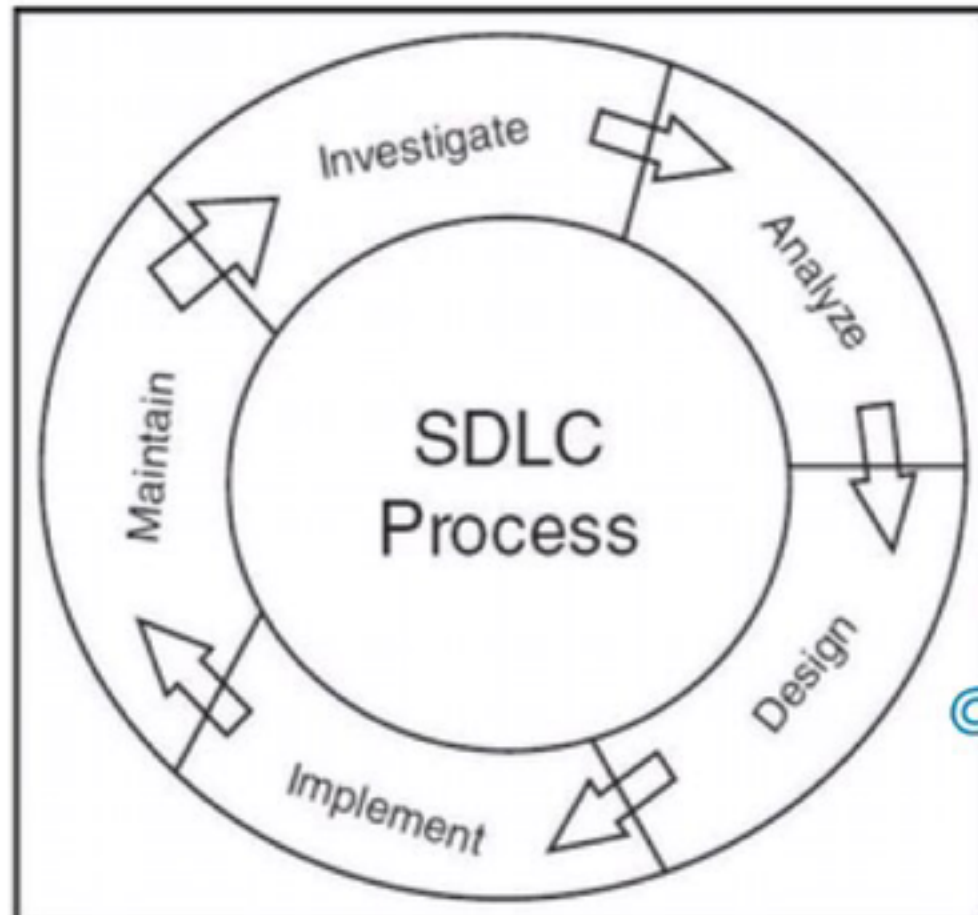 Investigate
Analyze
Design
Implement
Maintain
SDLC
Process
©